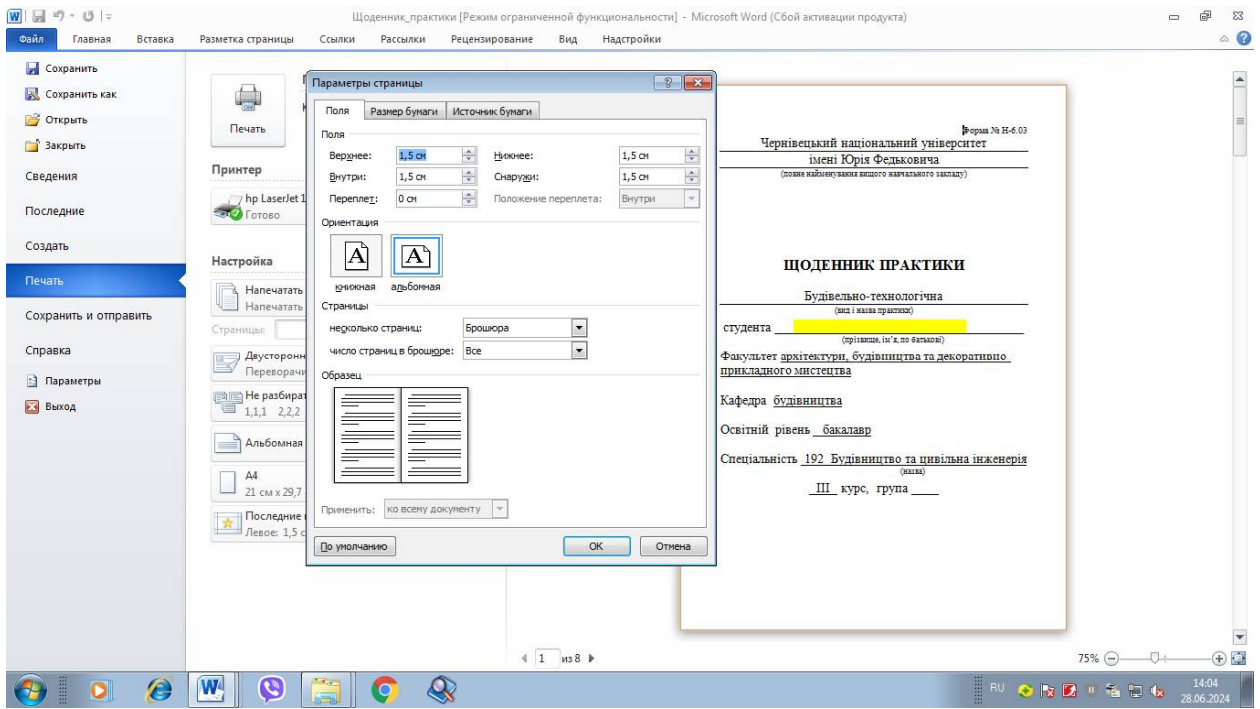 Щоденник_практики [Режим ограниченной функциональности] - Microsoft Word (Сбой активации продукта)
Файл Главная Вставка Разметка страницы Ссылки Рассылки Рецензирование Вид Надстройки
Сохранить
Сохранить как
Открыть
Закрыть
Сведения
Последние
Создать
Печать
Сохранить и отправить
Справка
Параметры
Выход
Печать
Принтер
hp LaserJet 1
Готово
Настройка
Напечатать
Напечатать
Страницы:
Двусторонн
Переворачи
Не разбират
1,1,1 2,2,2
Альбомная
A4
21 см x 29,7
Последние
Левое: 1,5 с
Параметры страницы
Поля Размер бумаги Источник бумаги
Поля
Верхнее: 1,5 см Нижнее: 1,5 см
Внутри: 1,5 см Снаружи: 1,5 см
Переплет: 0 см Положение переплета: Внутри
Ориентация
книжная альбомная
Страницы
несколько страниц: Брошюра
число страниц в брошюре: Все
Образец
Применить: ко всему документу
По умолчанию ОК Отмена
Форма № Н-6.03
Чернівецький національний університет
імені Юрія Федьковича
(повне найменування вищого навчального закладу)
ЩОДЕННИК ПРАКТИКИ
Будівельно-технологічна
(вид і назва практики)
студента
(прізвище, ім’я, по батькові)
Факультет архітектури, будівництва та декоративно
прикладного мистецтва
Кафедра будівництва
Освітній рівень бакалавр
Спеціальність 192 Будівництво та цивільна інженерія
(назва)
III курс, група
1 из 8
75%
RU
14:04
28.06.2024